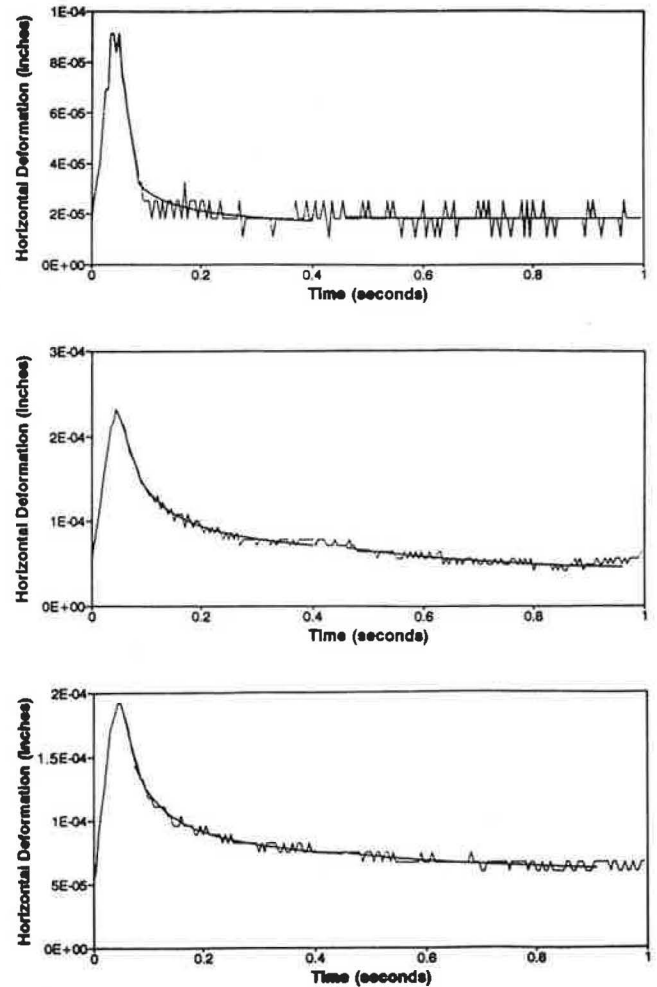 Horizontal Deformation (Inches)
1E-04
8E-05
6E-05
4E-05
2E-05
0E+00
0 0.2 0.4 0.6 0.8 1
Time (seconds)
Horizontal Deformation (Inches)
3E-04
2E-04
1E-04
0E+00
0 0.2 0.4 0.6 0.8 1
Time (seconds)
Horizontal Deformation (Inches)
2E-04
1.5E-04
1E-04
5E-05
0E+00
0 0.2 0.4 0.6 0.8 1
Time (seconds)